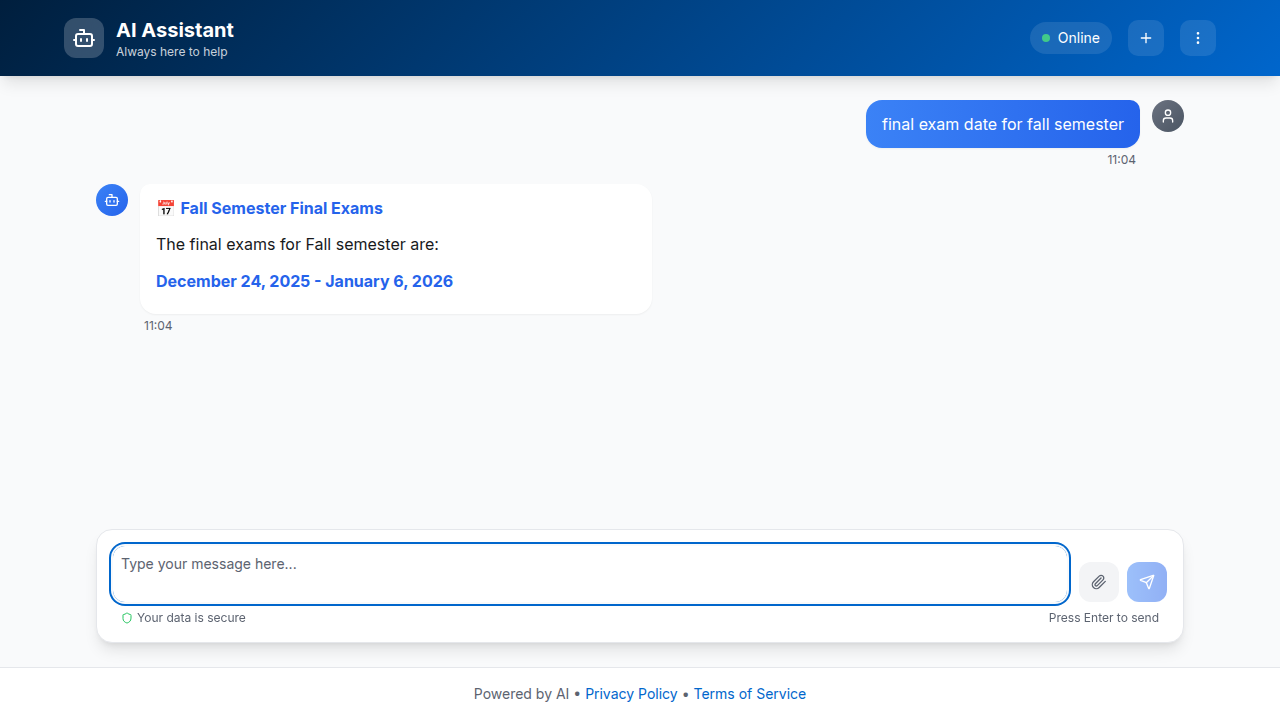 AI Assistant
Always here to help
Online
final exam date for fall semester
11:04
📅 Fall Semester Final Exams
The final exams for Fall semester are:
December 24, 2025 - January 6, 2026
11:04
Type your message here...
Your data is secure
Press Enter to send
Powered by AI • Privacy Policy • Terms of Service